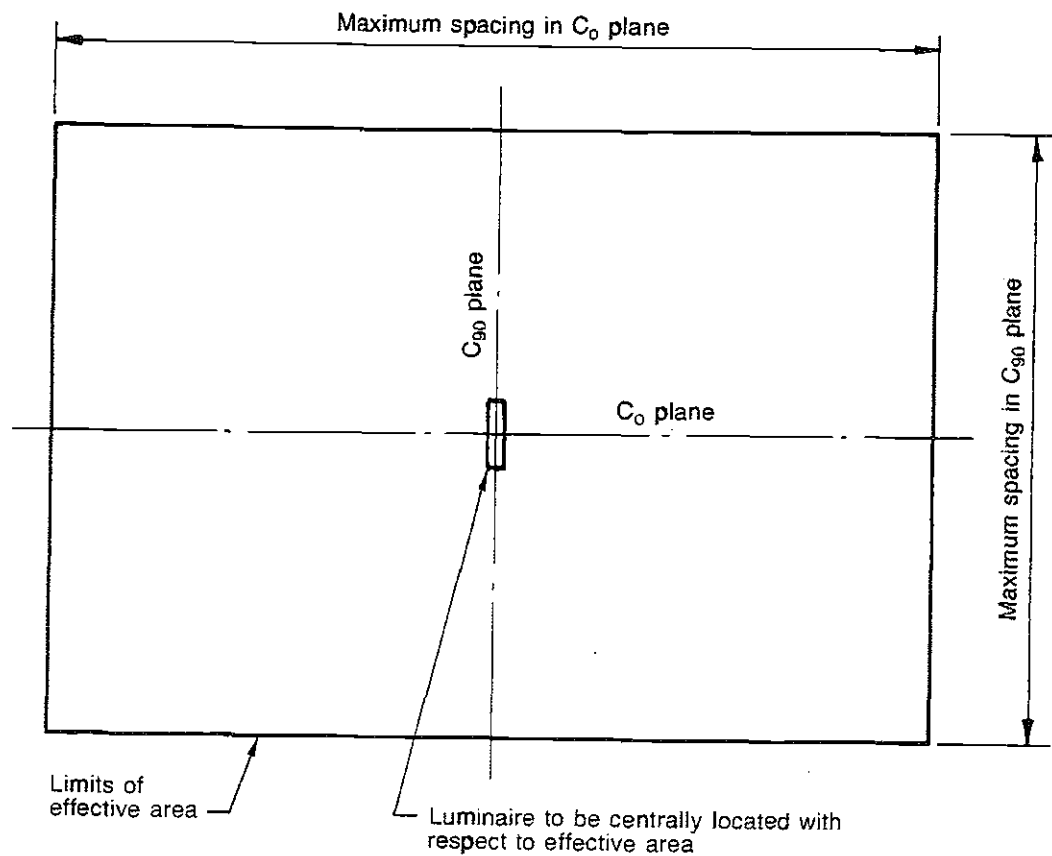 Maximum spacing in C₀ plane
C₉₀ plane
C₀ plane
Maximum spacing in C₉₀ plane
Limits of
effective area
Luminaire to be centrally located with
respect to effective area